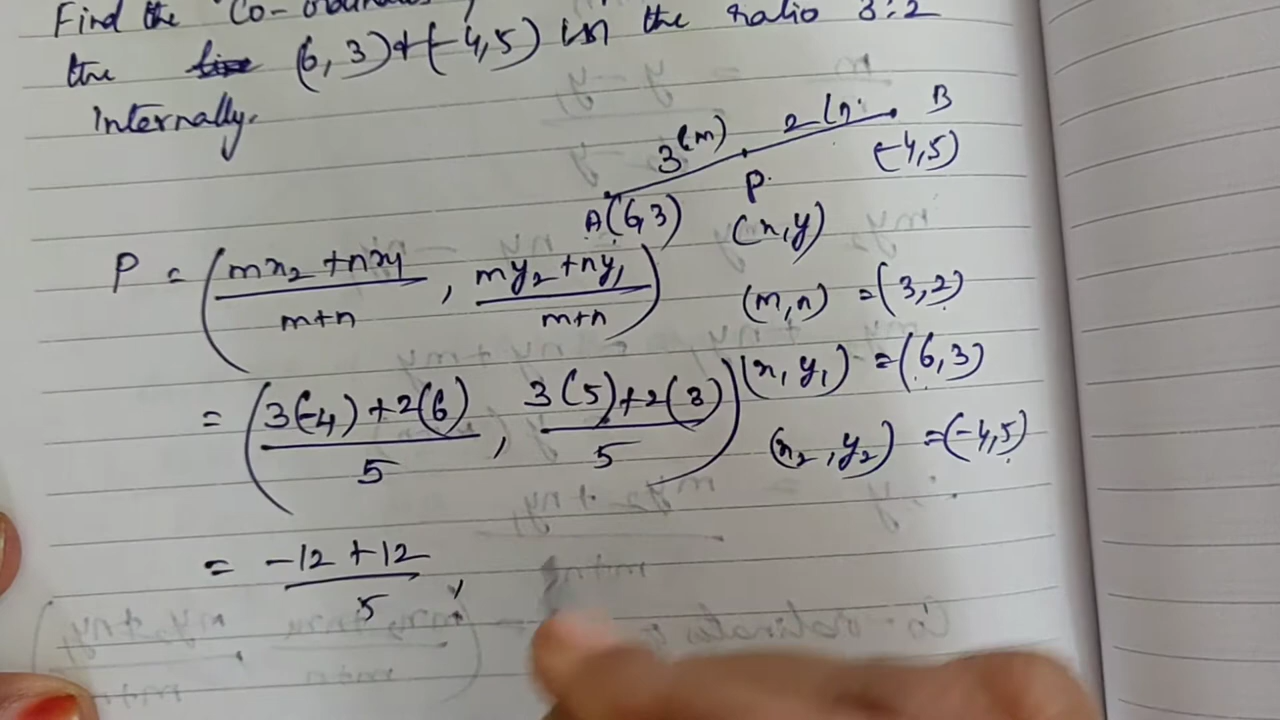 Find the Co-ordinates
the (6, 3) + (-4, 5) in the ratio 3:2
Internally.
3(m) 2(n) B
(-4,5)
A(6,3) P. (x,y)
P = ( mx₂ + nx₁ / m+n , my₂ + ny₁ / m+n ) (m, n) = (3, 2)
= ( 3(-4) + 2(6) / 5 , 3(5) + 2(3) / 5 ) (x, y₁) = (6, 3)
(x₂ , y₂) = (-4,5)
= -12 + 12 / 5 ,